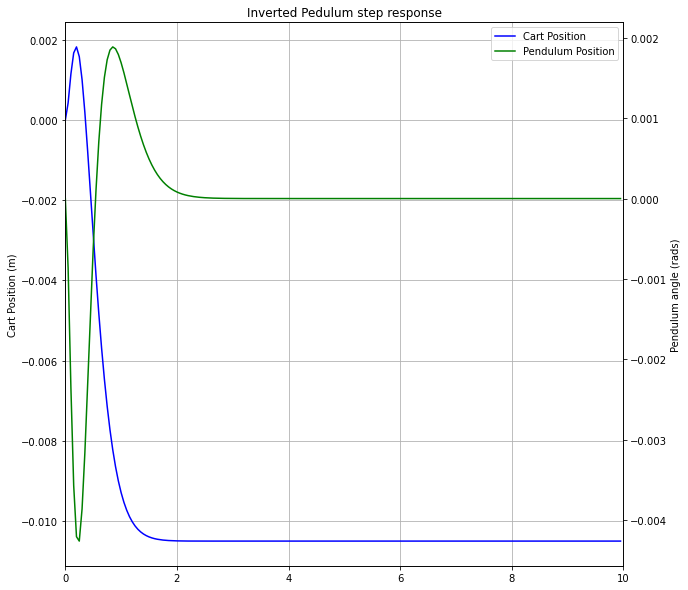 Inverted Pedulum step response
Cart Position
Pendulum Position
0.002
0.000
−0.002
−0.004
−0.006
−0.008
−0.010
Cart Position (m)
0.002
0.001
0.000
−0.001
−0.002
−0.003
−0.004
Pendulum angle (rads)
0 2 4 6 8 10